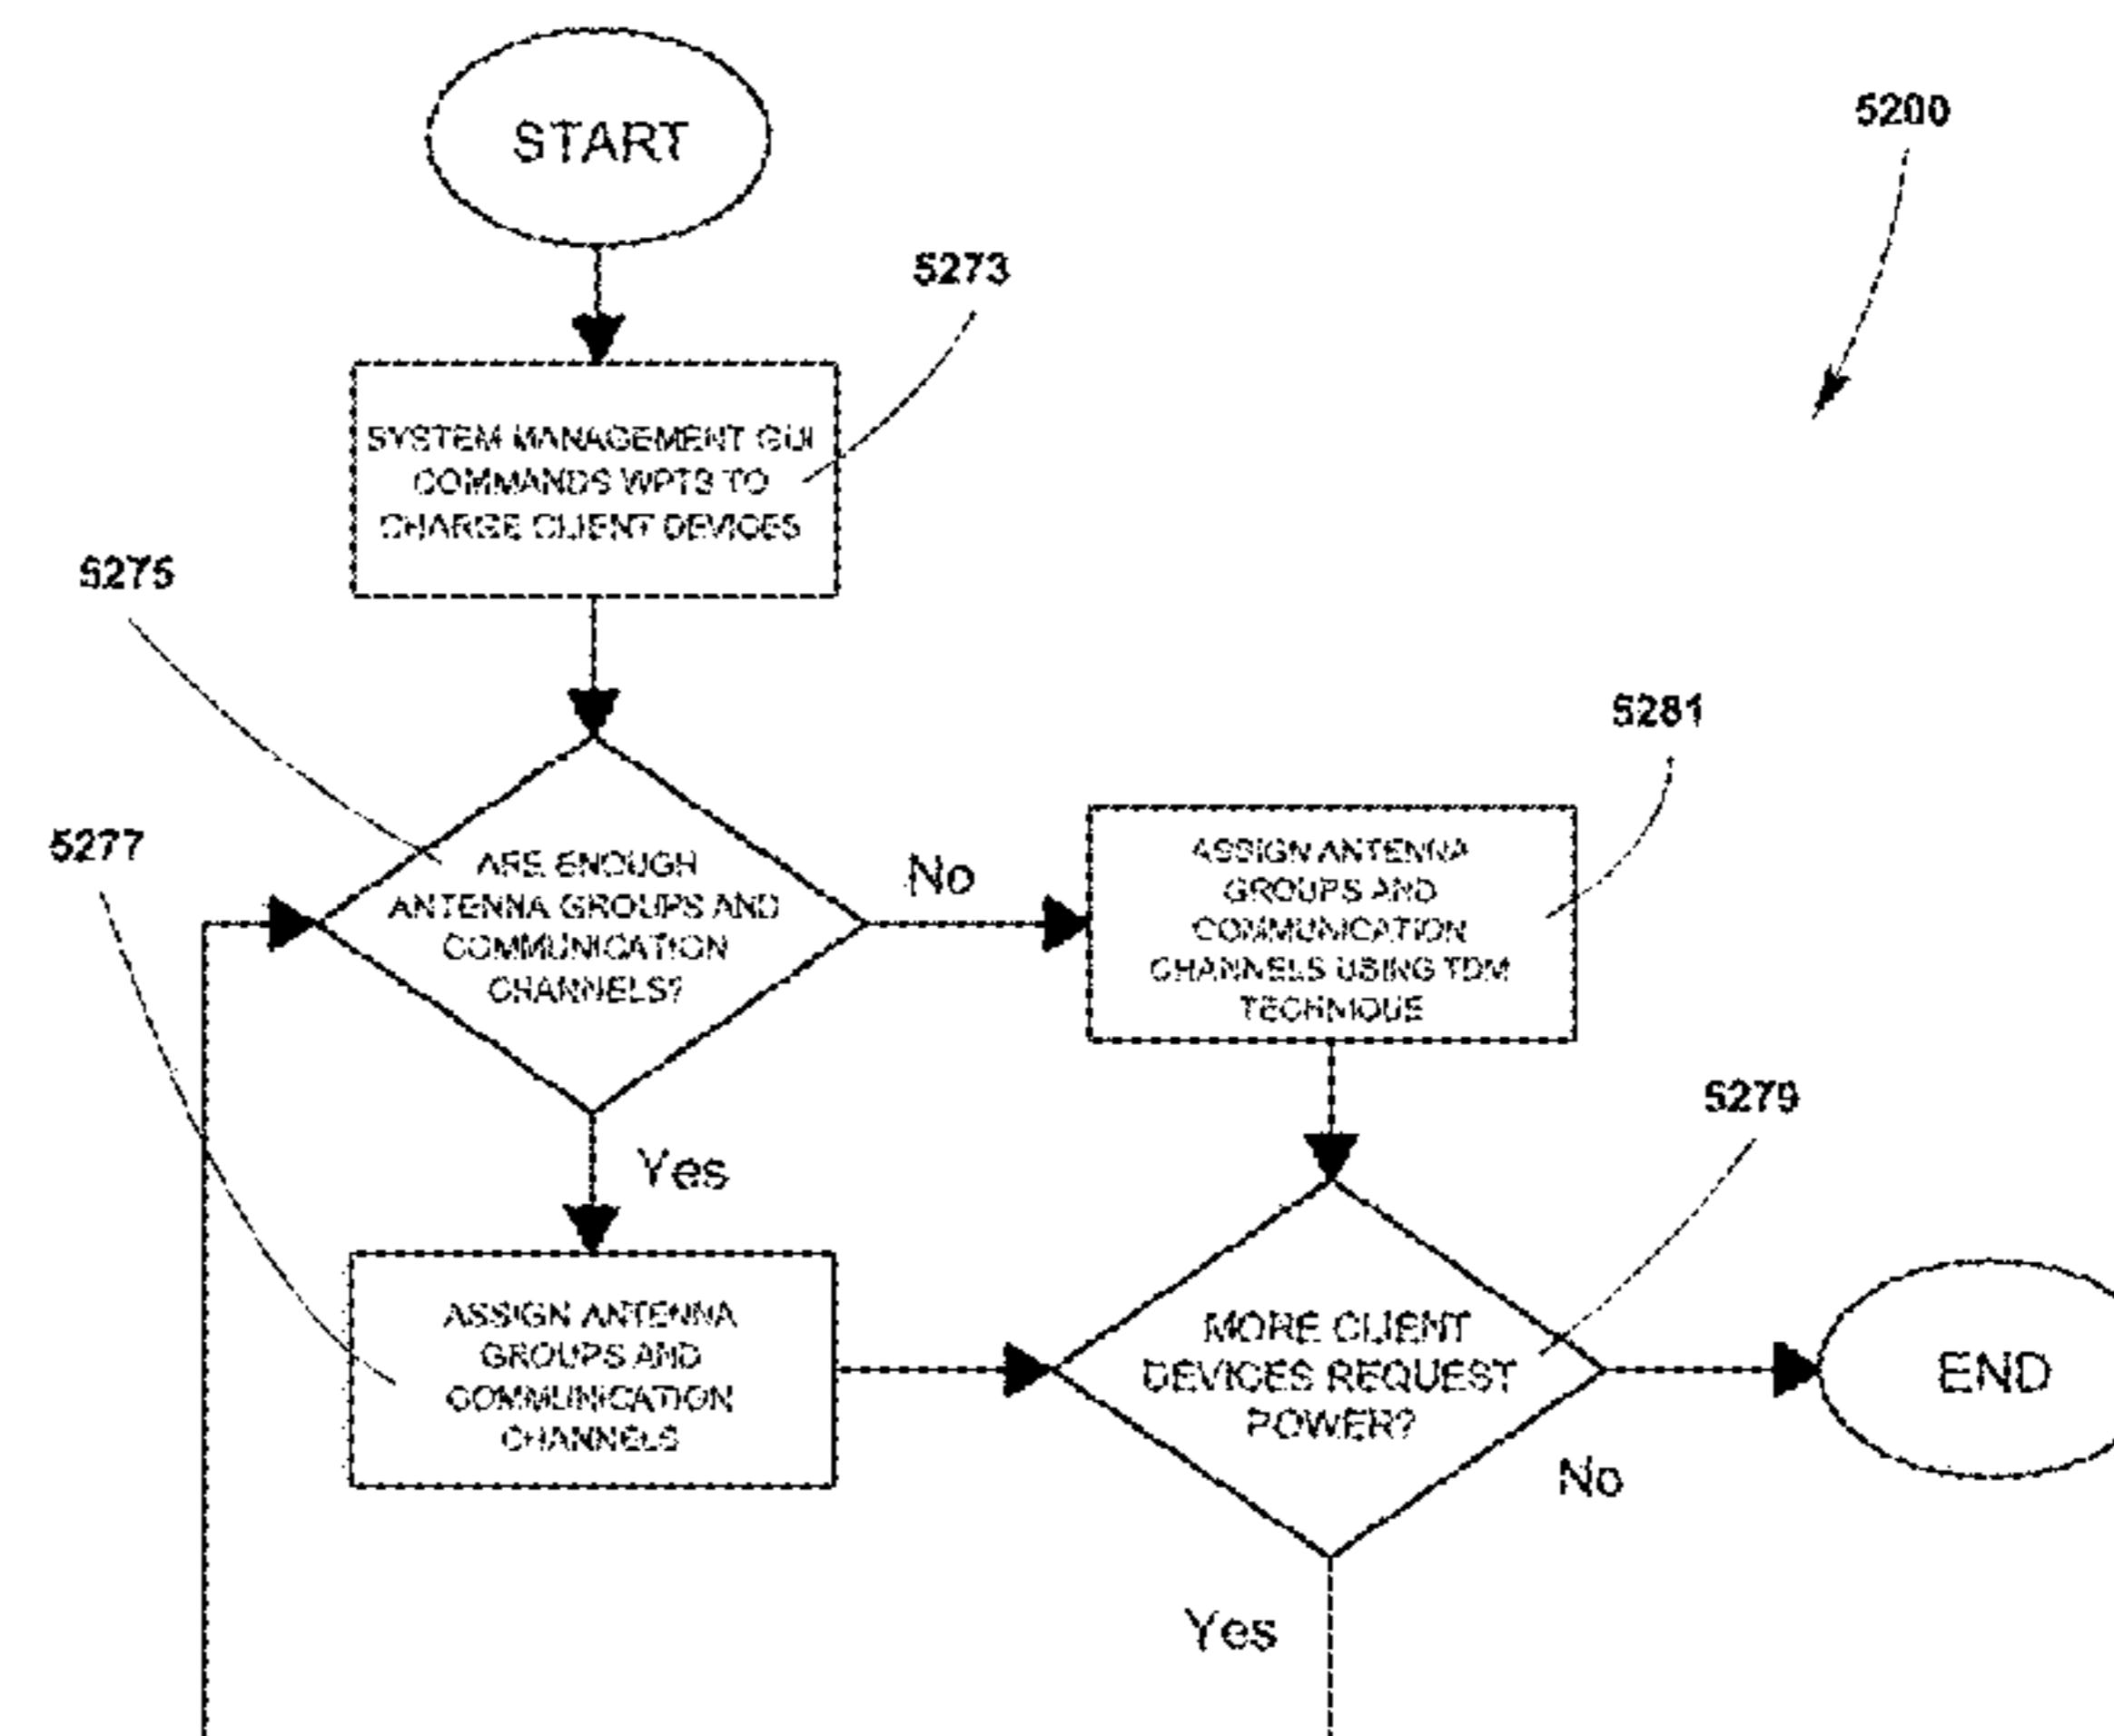 START
5200
5273
SYSTEM MANAGEMENT GUI
COMMANDS WPTS TO
CHARGE CLIENT DEVICES
5275
5281
5277
ARE ENOUGH
ANTENNA GROUPS AND
COMMUNICATION
CHANNELS?
No
ASSIGN ANTENNA
GROUPS AND
COMMUNICATION
CHANNELS USING TDM
TECHNIQUE
5279
Yes
ASSIGN ANTENNA
GROUPS AND
COMMUNICATION
CHANNELS
MORE CLIENT
DEVICES REQUEST
POWER?
END
No
Yes